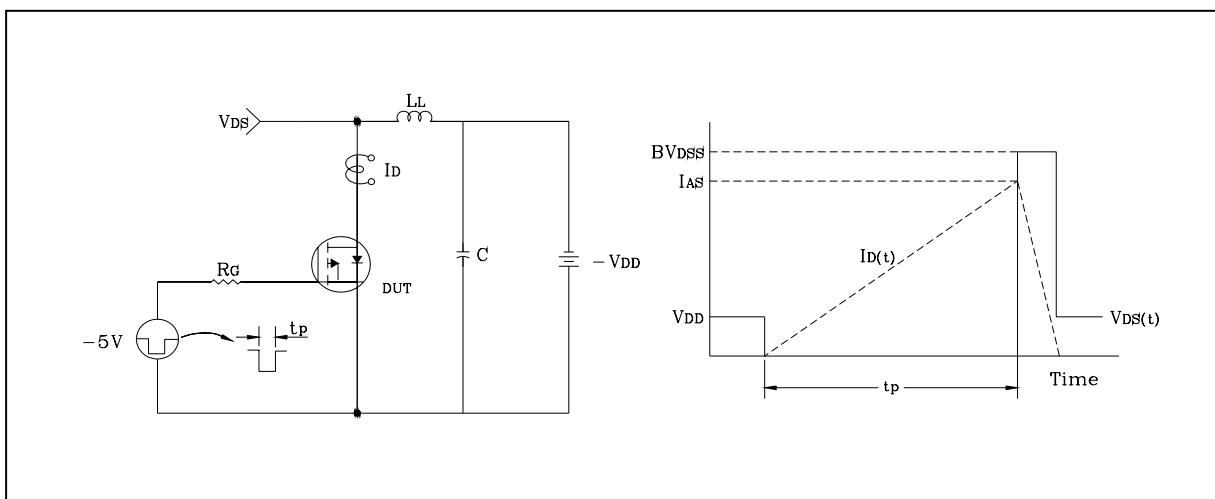 LL
VDS
ID
RG
C
−VDD
DUT
−5V
tp
BVDSS
IAS
ID(t)
VDD
VDS(t)
tp
Time